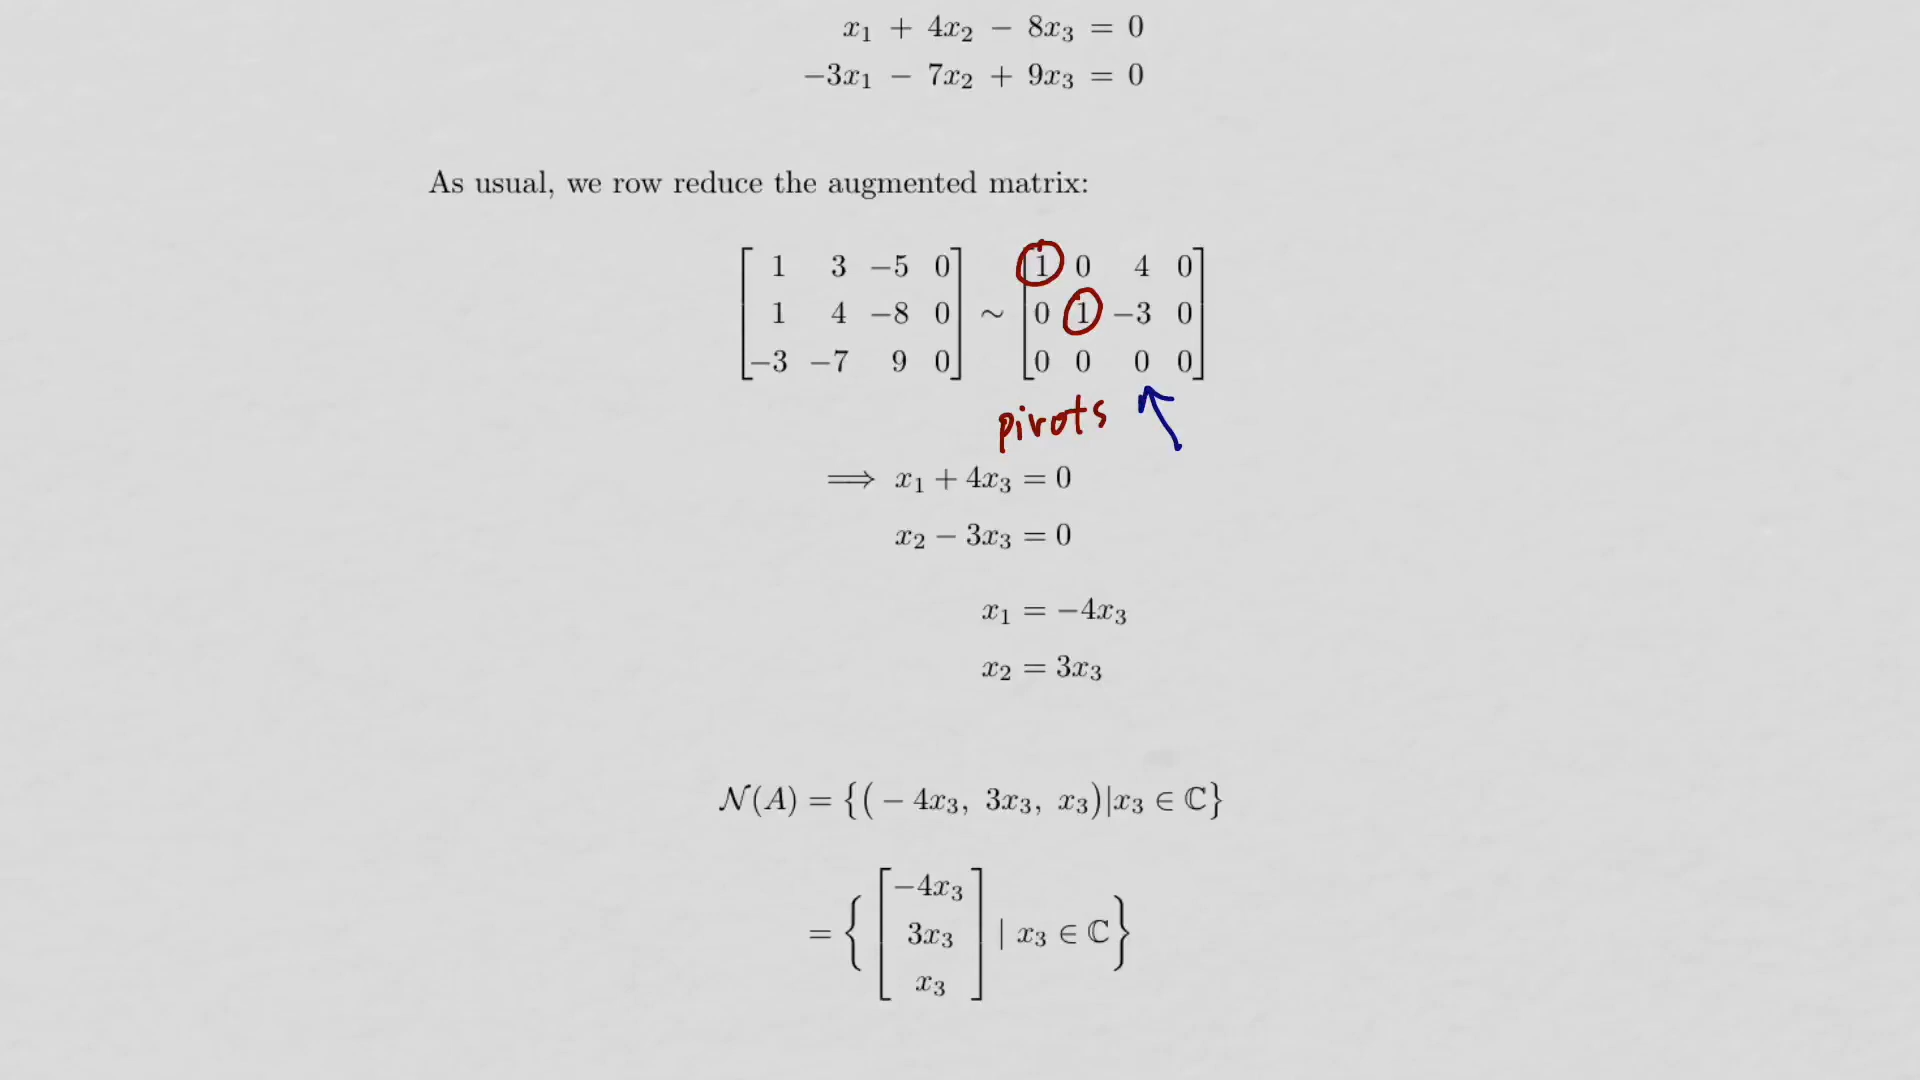 x₁ + 4x₂ − 8x₃ = 0
−3x₁ − 7x₂ + 9x₃ = 0
As usual, we row reduce the augmented matrix:
[ 1 3 −5 0 ] [ 1 0 4 0 ]
[ 1 4 −8 0 ] ∼ [ 0 1 −3 0 ]
[ −3 −7 9 0 ] [ 0 0 0 0 ]
pivots
⟹ x₁ + 4x₃ = 0
x₂ − 3x₃ = 0
x₁ = −4x₃
x₂ = 3x₃
𝒩(A) = {( − 4x₃, 3x₃, x₃)|x₃ ∈ ℂ}
= { [ −4x₃
3x₃
x₃ ] | x₃ ∈ ℂ }